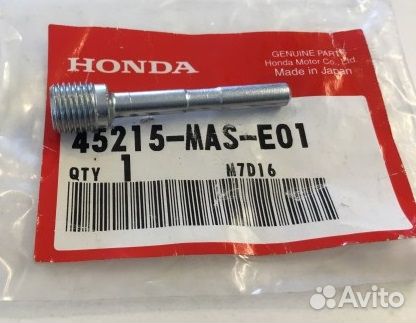 HONDA
GENUINE PARTS
Honda Motor Co., Ltd.
Made in Japan
45215-MAS-E01
QTY 1 M7D16
Avito